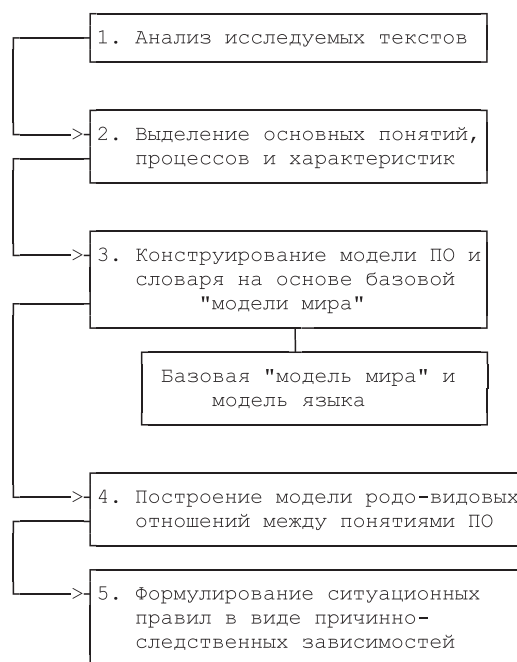 1. Анализ исследуемых текстов
2. Выделение основных понятий,
процессов и характеристик
3. Конструирование модели ПО и
словаря на основе базовой
"модели мира"
Базовая "модель мира" и
модель языка
4. Построение модели родо-видовых
отношений между понятиями ПО
5. Формулирование ситуационных
правил в виде причинно-
следственных зависимостей